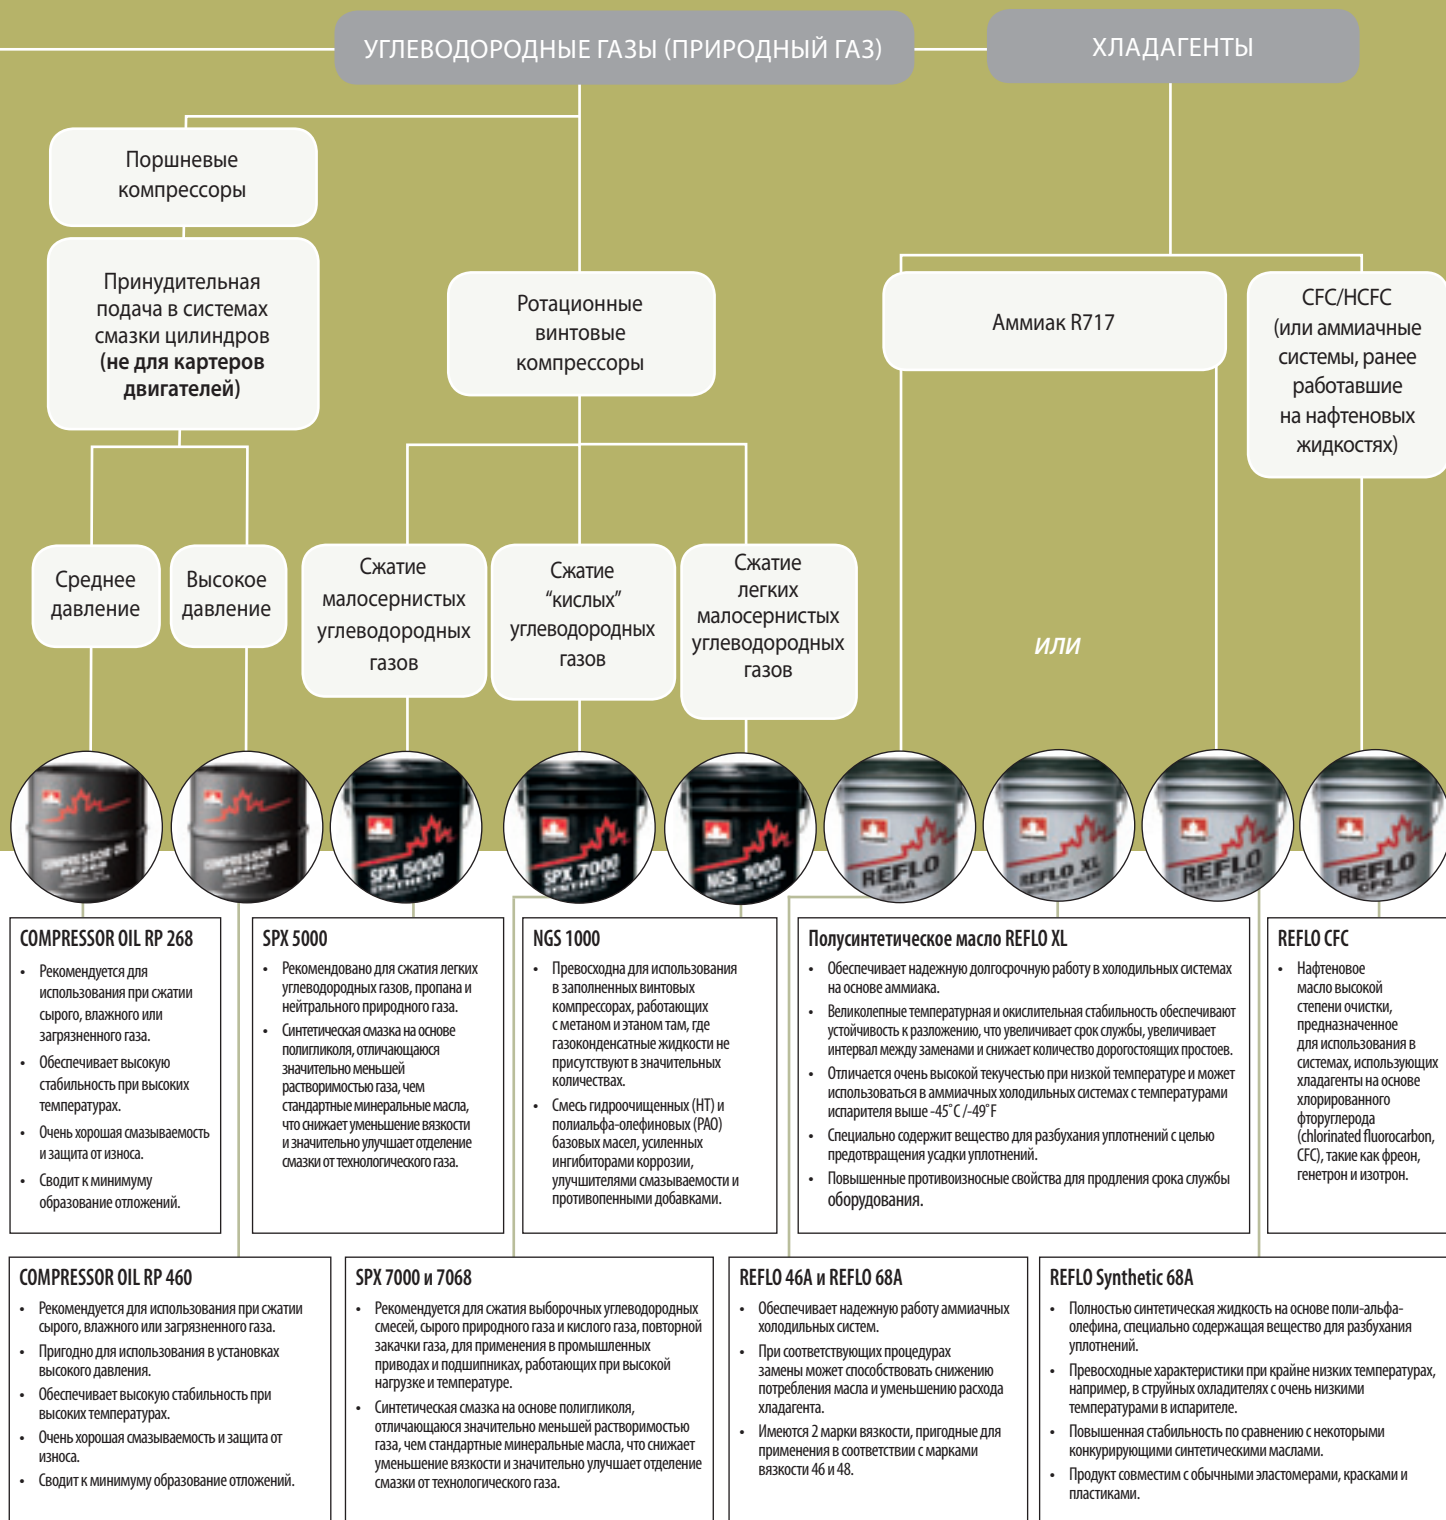 УГЛЕВОДОРОДНЫЕ ГАЗЫ (ПРИРОДНЫЙ ГАЗ)
ХЛАДАГЕНТЫ
Поршневые
компрессоры
Принудительная
подача в системах
смазки цилиндров
(не для картеров
двигателей)
Ротационные
винтовые
компрессоры
Аммиак R717
CFC/HCFC
(или аммиачные
системы, ранее
работавшие
на нафтеновых
жидкостях)
Среднее
давление
Высокое
давление
Сжатие
малосернистых
углеводородных
газов
Сжатие
“кислых”
углеводородных
газов
Сжатие
легких
малосернистых
углеводородных
газов
ИЛИ
COMPRESSOR OIL
COMPRESSOR OIL
SPX 5000
SYNTHETIC
SPX 7000
SYNTHETIC
NGS 1000
REFLO
46A
REFLO XL
SYNTHETIC BLEND
REFLO
REFLO
CFC
COMPRESSOR OIL RP 268
• Рекомендуется для
использования при сжатии
сырого, влажного или
загрязненного газа.
• Обеспечивает высокую
стабильность при высоких
температурах.
• Очень хорошая смазываемость
и защита от износа.
• Сводит к минимуму
образование отложений.
SPX 5000
• Рекомендовано для сжатия легких
углеводородных газов, пропана и
нейтрального природного газа.
• Синтетическая смазка на основе
полигликоля, отличающаяся
значительно меньшей
растворимостью газа, чем
стандартные минеральные масла,
что снижает уменьшение вязкости
и значительно улучшает отделение
смазки от технологического газа.
NGS 1000
• Превосходна для использования
в заполненных винтовых
компрессорах, работающих
с метаном и этаном там, где
газоконденсатные жидкости не
присутствуют в значительных
количествах.
• Смесь гидроочищенных (HT) и
полиальфа-олефиновых (PAO)
базовых масел, усиленных
ингибиторами коррозии,
улучшителями смазываемости и
противопенными добавками.
Полусинтетическое масло REFLO XL
• Обеспечивает надежную долгосрочную работу в холодильных системах
на основе аммиака.
• Великолепные температурная и окислительная стабильность обеспечивают
устойчивость к разложению, что увеличивает срок службы, увеличивает
интервал между заменами и снижает количество дорогостоящих простоев.
• Отличается очень высокой текучестью при низкой температуре и может
использоваться в аммиачных холодильных системах с температурами
испарителя выше -45˚C /-49˚F
• Специально содержит вещество для разбухания уплотнений с целью
предотвращения усадки уплотнений.
• Повышенные противоизносные свойства для продления срока службы
оборудования.
REFLO CFC
• Нафтеновое
масло высокой
степени очистки,
предназначенное
для использования в
системах, использующих
хладагенты на основе
хлорированного
фторуглерода
(chlorinated fluorocarbon,
CFC), такие как фреон,
генетрон и изотрон.
COMPRESSOR OIL RP 460
• Рекомендуется для использования при сжатии
сырого, влажного или загрязненного газа.
• Пригодно для использования в установках
высокого давления.
• Обеспечивает высокую стабильность при
высоких температурах.
• Очень хорошая смазываемость и защита от
износа.
• Сводит к минимуму образование отложений.
SPX 7000 и 7068
• Рекомендуется для сжатия выборочных углеводородных
смесей, сырого природного газа и кислого газа, повторной
закачки газа, для применения в промышленных
приводах и подшипниках, работающих при высокой
нагрузке и температуре.
• Синтетическая смазка на основе полигликоля,
отличающаяся значительно меньшей растворимостью
газа, чем стандартные минеральные масла, что снижает
уменьшение вязкости и значительно улучшает отделение
смазки от технологического газа.
REFLO 46A и REFLO 68A
• Обеспечивает надежную работу аммиачных
холодильных систем.
• При соответствующих процедурах
замены может способствовать снижению
потребления масла и уменьшению расхода
хладагента.
• Имеются 2 марки вязкости, пригодные для
применения в соответствии с марками
вязкости 46 и 48.
REFLO Synthetic 68A
• Полностью синтетическая жидкость на основе поли-альфа-
олефина, специально содержащая вещество для разбухания
уплотнений.
• Превосходные характеристики при крайне низких температурах,
например, в струйных охладителях с очень низкими
температурами в испарителе.
• Повышенная стабильность по сравнению с некоторыми
конкурирующими синтетическими маслами.
• Продукт совместим с обычными эластомерами, красками и
пластиками.